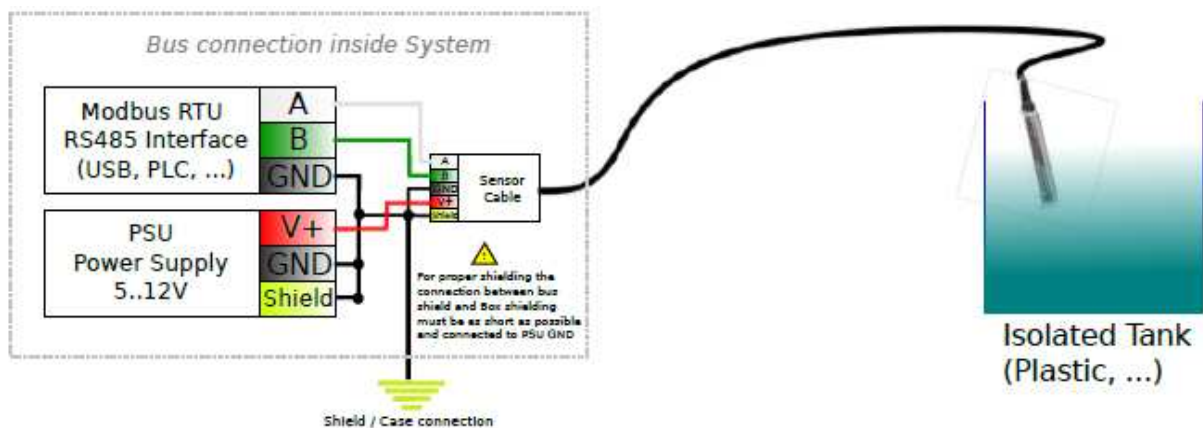 Bus connection inside System
Modbus RTU
RS485 Interface
(USB, PLC, ...)
A
B
GND
PSU
Power Supply
5..12V
V+
GND
Shield
A
B
GND
V+
Shield
Sensor
Cable
For proper shielding the
connection between bus
shield and Box shielding
must be as short as possible
and connected to PSU GND
Shield / Case connection
Isolated Tank
(Plastic, ...)